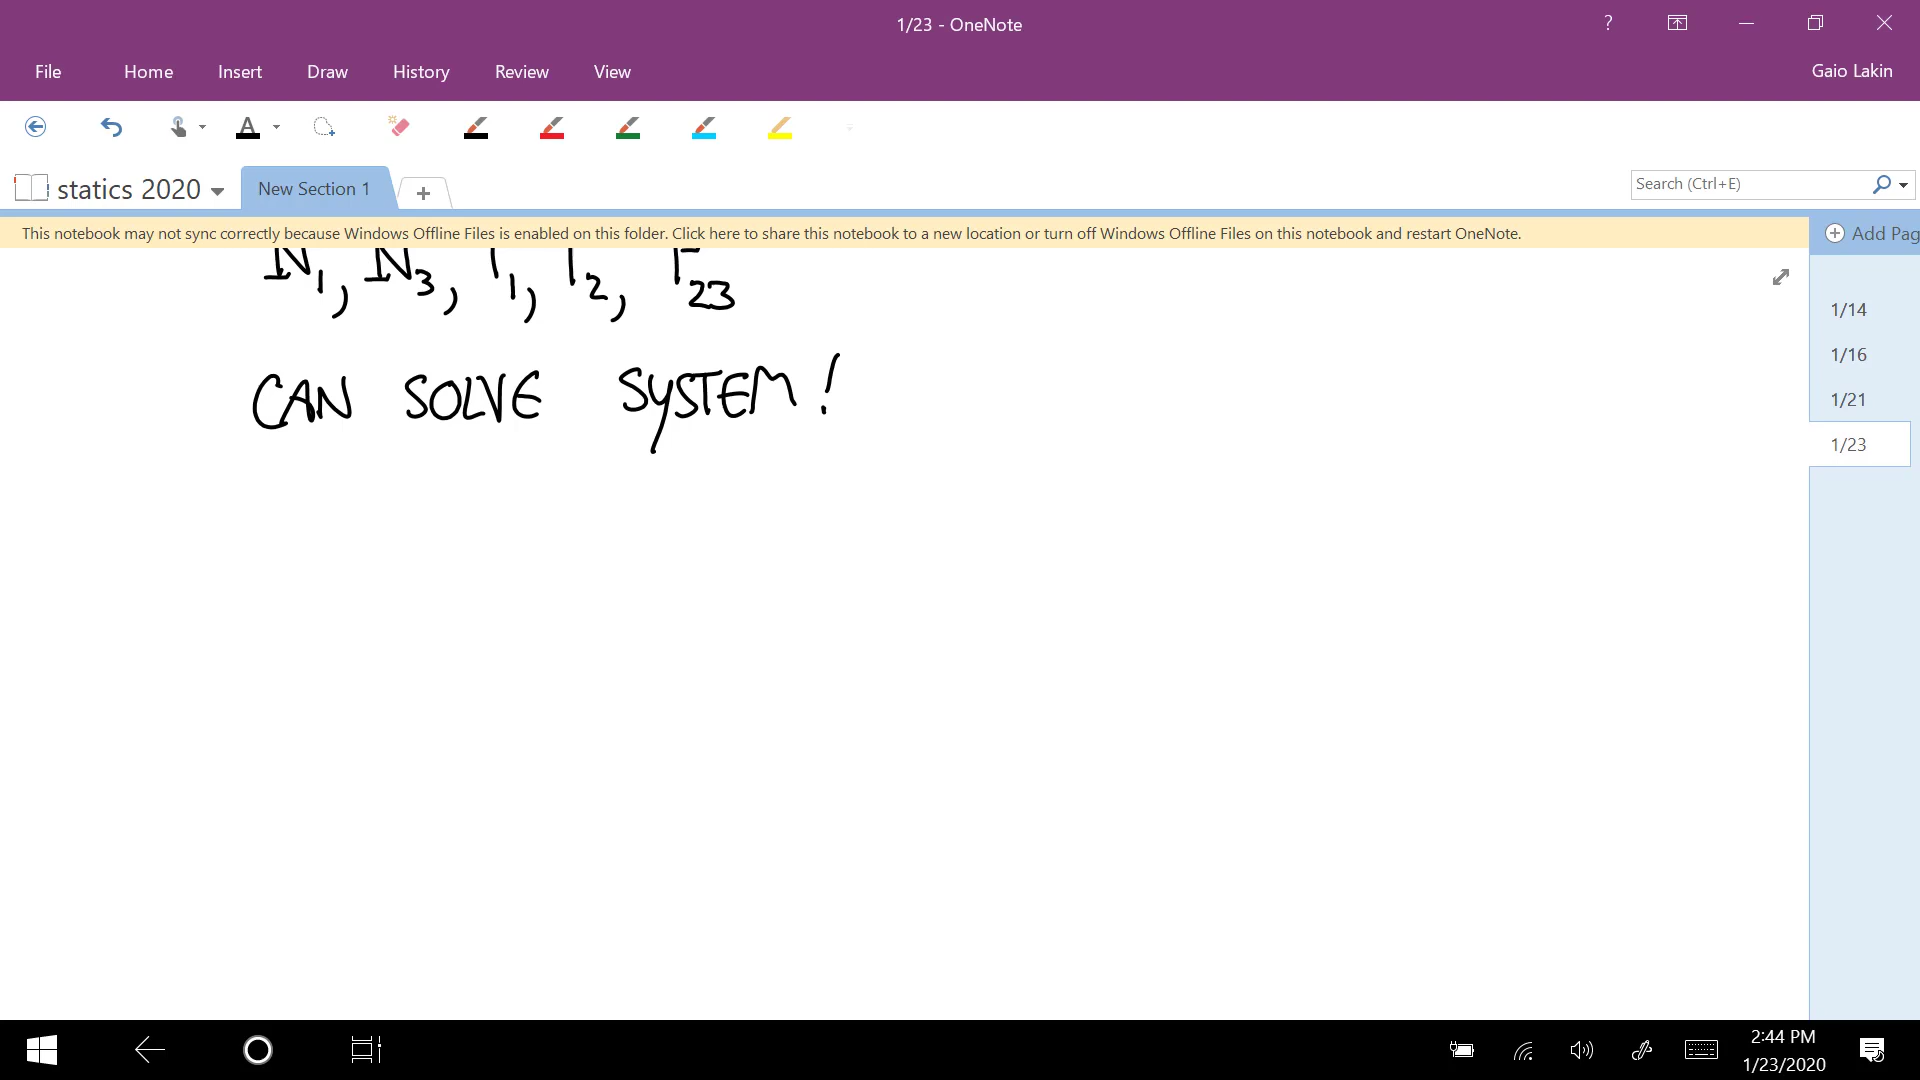 1/23 - OneNote
?
File Home Insert Draw History Review View Gaio Lakin
statics 2020 New Section 1 + Search (Ctrl+E)
This notebook may not sync correctly because Windows Offline Files is enabled on this folder. Click here to share this notebook to a new location or turn off Windows Offline Files on this notebook and restart OneNote.
Add Pag
N₁, N₃, T₁, T₂, F₂₃
CAN SOLVE SYSTEM!
1/14
1/16
1/21
1/23
2:44 PM
1/23/2020